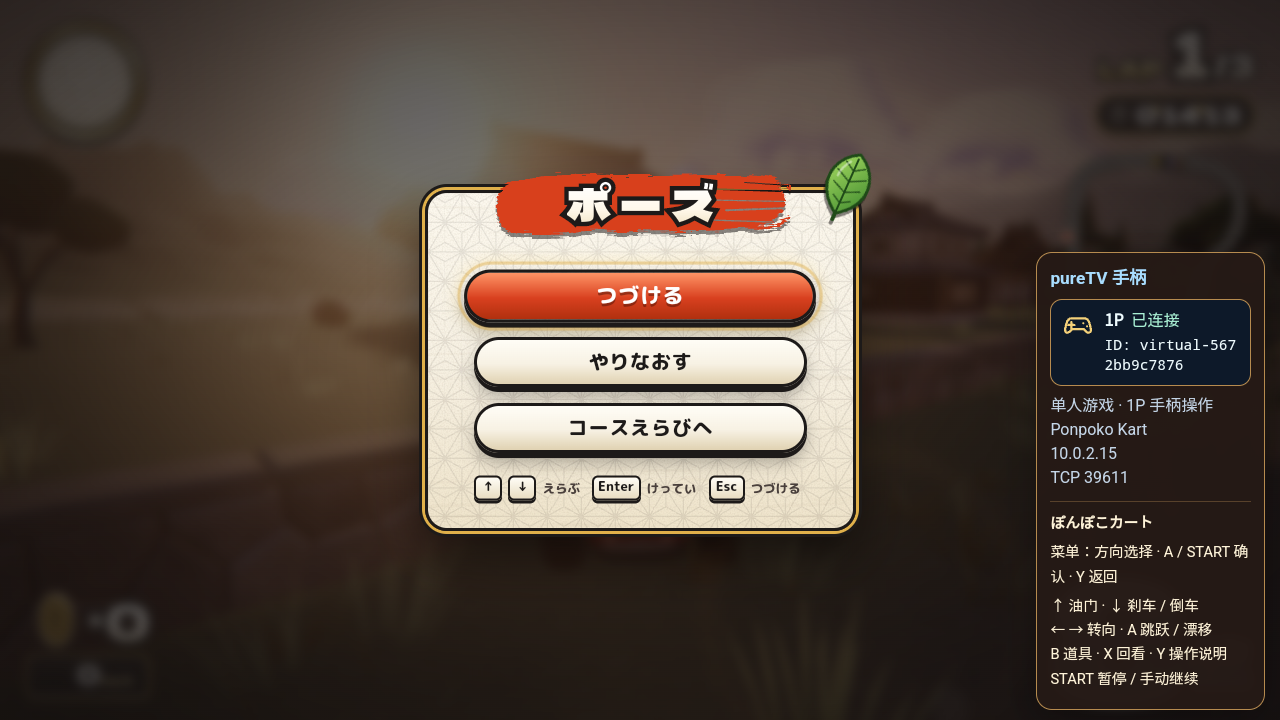 ポーズ
つづける
やりなおす
コースえらびへ
↑ ↓ えらぶ Enter けってい Esc つづける
1
pureTV 手柄
1P 已连接
ID: virtual-567
2bb9c7876
单人游戏 · 1P 手柄操作
Ponpoko Kart
10.0.2.15
TCP 39611
ぽんぽこカート
菜单：方向选择 · A / START 确
认 · Y 返回
↑ 油门 · ↓ 刹车 / 倒车
← → 转向 · A 跳跃 / 漂移
B 道具 · X 回看 · Y 操作说明
START 暂停 / 手动继续